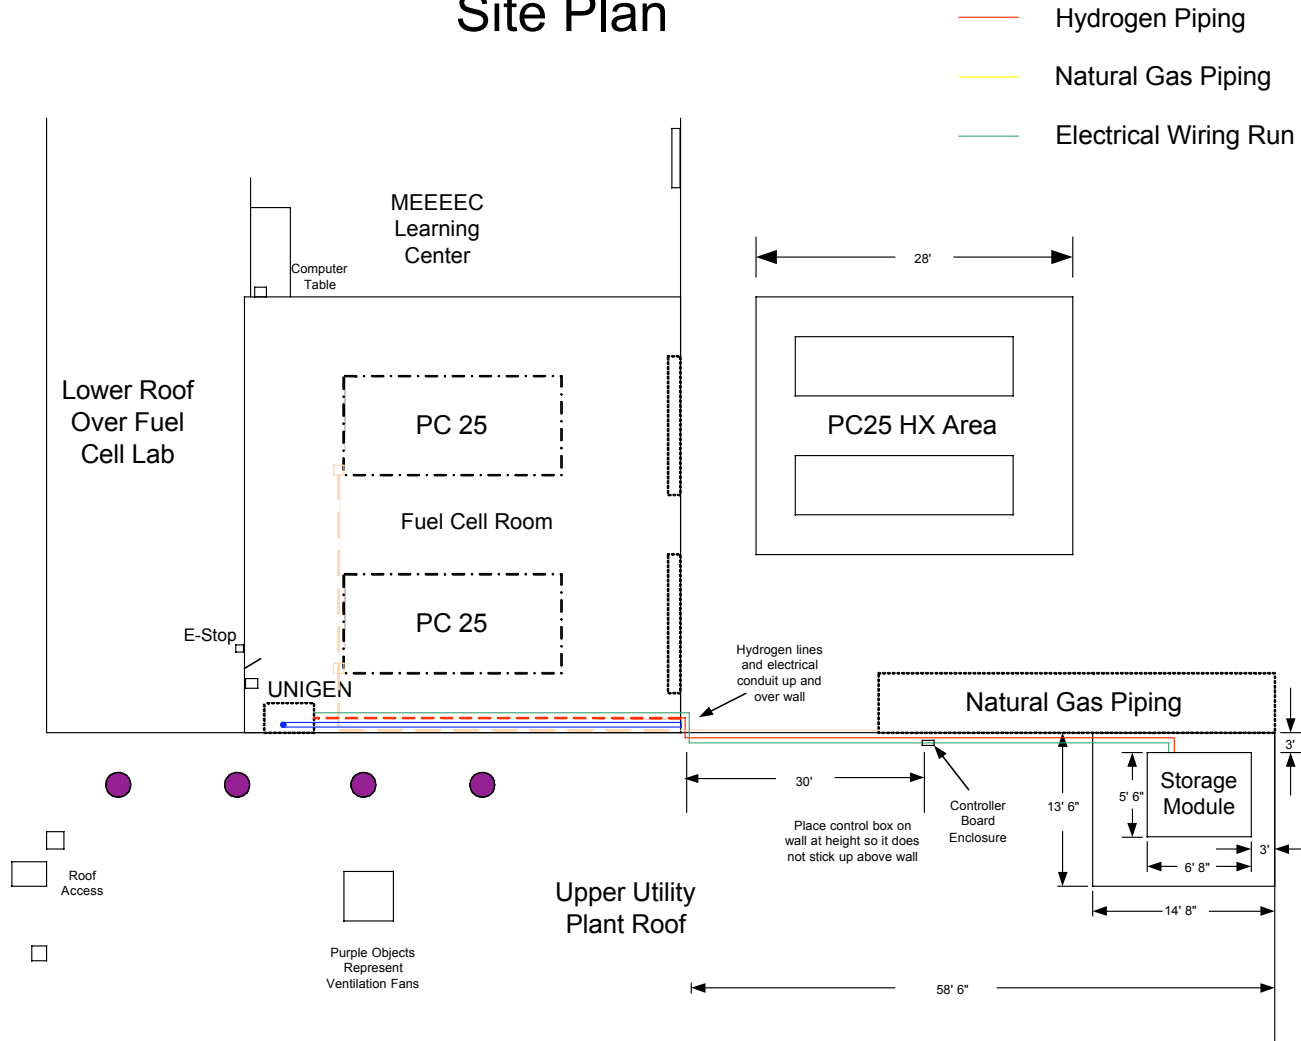 Site Plan
Hydrogen Piping
Natural Gas Piping
Electrical Wiring Run
MEEEEC
Learning
Center
Computer
Table
28'
Lower Roof
Over Fuel
Cell Lab
PC 25
PC25 HX Area
Fuel Cell Room
PC 25
E-Stop
UNIGEN
Hydrogen lines
and electrical
conduit up and
over wall
Natural Gas Piping
3'
30'
Controller
Board
Enclosure
13' 6"
5' 6"
Storage
Module
Place control box on
wall at height so it does
not stick up above wall
3'
6' 8"
14' 8"
Roof
Access
Upper Utility
Plant Roof
Purple Objects
Represent
Ventilation Fans
58' 6"